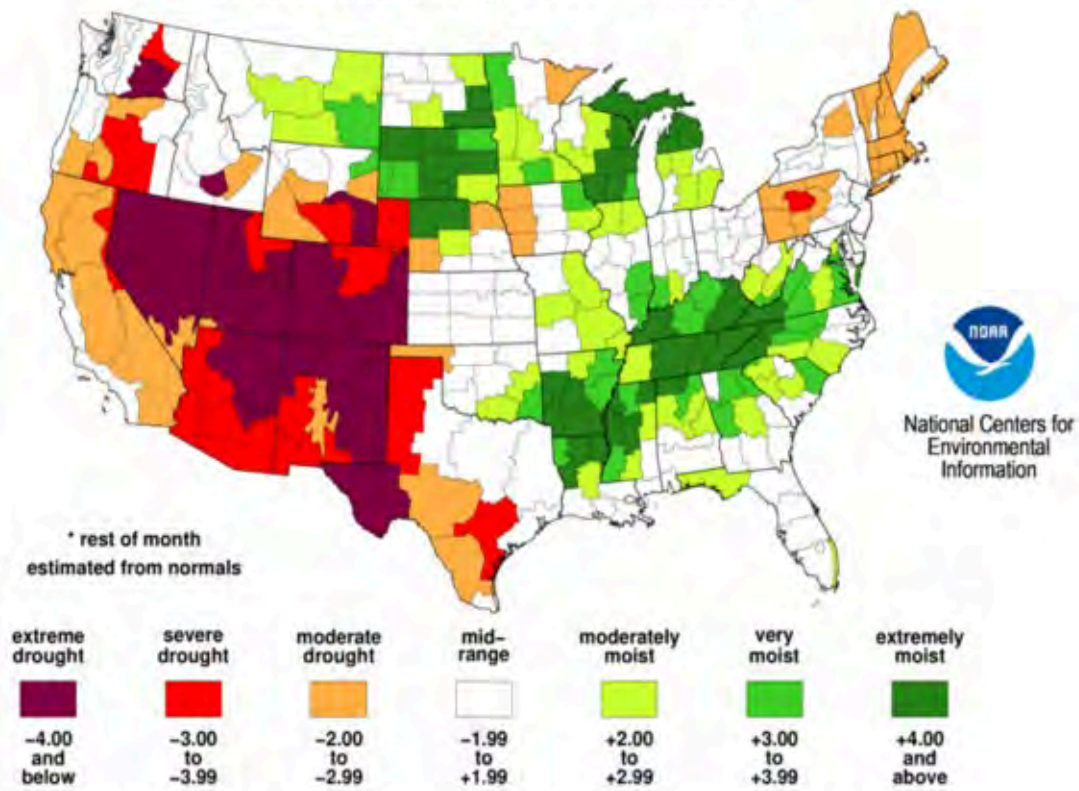 NOAA
National Centers for
Environmental
Information
* rest of month
estimated from normals
extreme
drought
severe
drought
moderate
drought
mid-
range
moderately
moist
very
moist
extremely
moist
-4.00
and
below
-3.00
to
-3.99
-2.00
to
-2.99
-1.99
to
+1.99
+2.00
to
+2.99
+3.00
to
+3.99
+4.00
and
above